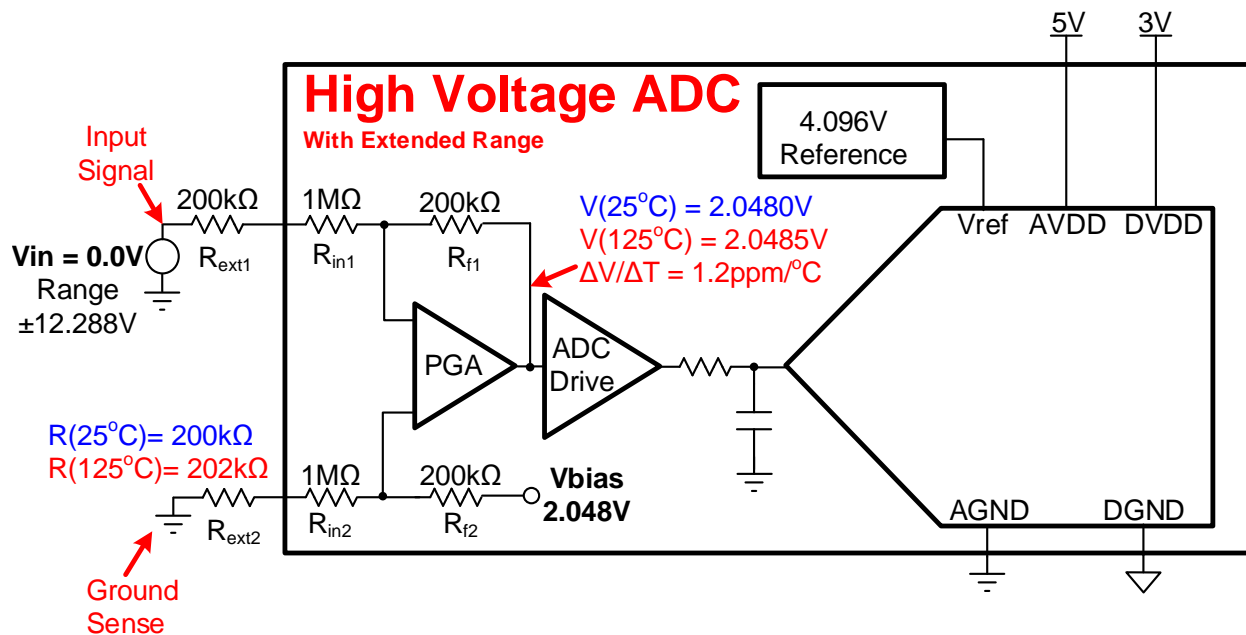 5V
3V
High Voltage ADC
With Extended Range
4.096V
Reference
Input
Signal
200kΩ
1MΩ
200kΩ
V(25°C) = 2.0480V
V(125°C) = 2.0485V
ΔV/ΔT = 1.2ppm/°C
Vref
AVDD
DVDD
Vin = 0.0V
Range
±12.288V
Rext1
Rin1
Rf1
PGA
ADC
Drive
R(25°C)= 200kΩ
R(125°C)= 202kΩ
1MΩ
200kΩ
Vbias
2.048V
Rext2
Rin2
Rf2
AGND
DGND
Ground
Sense